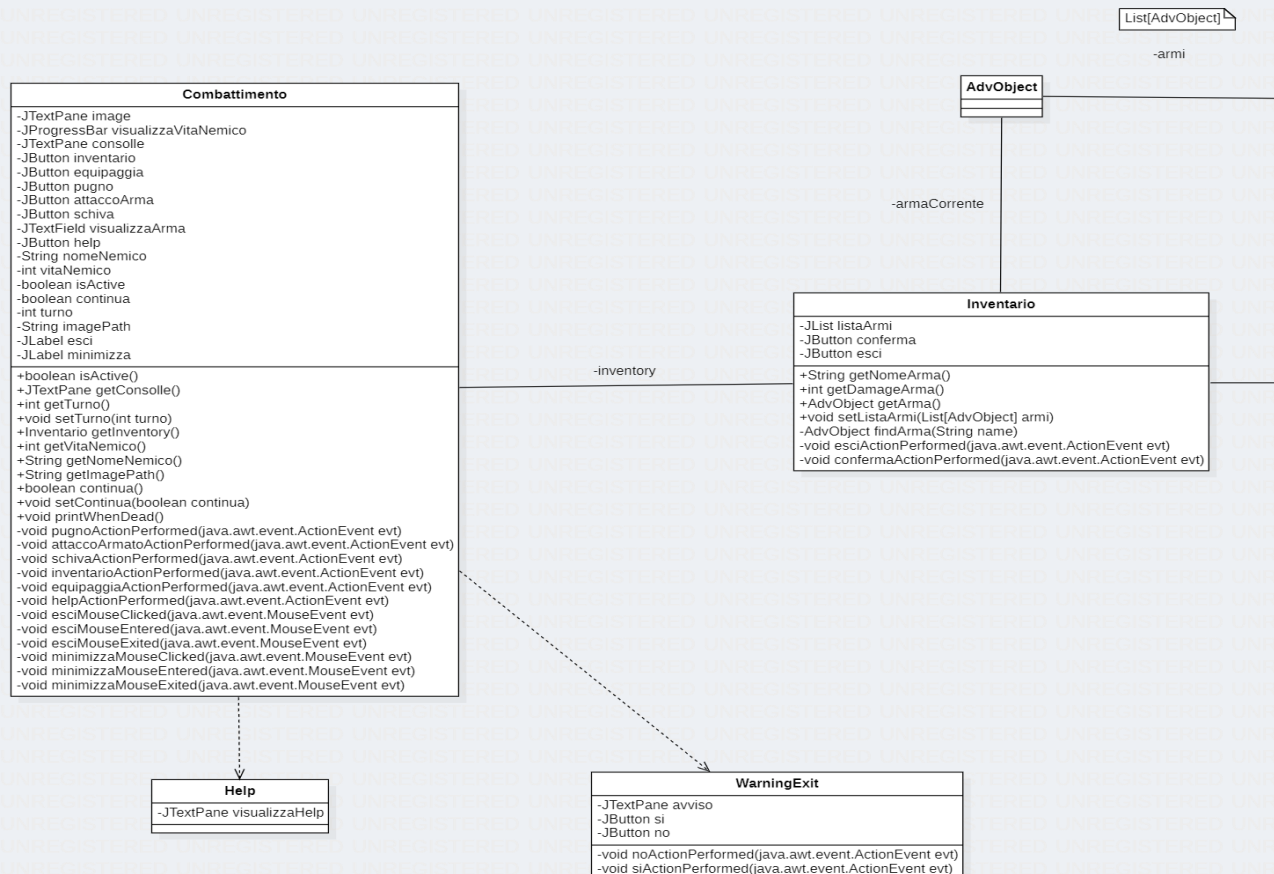 List[AdvObject]
-armi
Combattimento
-JTextPane image
-JProgressBar visualizzaVitaNemico
-JTextPane consolle
-JButton inventario
-JButton equipaggia
-JButton pugno
-JButton attaccoArma
-JButton schiva
-JTextField visualizzaArma
-JButton help
-String nomeNemico
-int vitaNemico
-boolean isActive
-boolean continua
-int turno
-String imagePath
-JLabel esci
-JLabel minimizza
+boolean isActive()
+JTextPane getConsolle()
+int getTurno()
+void setTurno(int turno)
+Inventario getInventory()
+int getVitaNemico()
+String getNomeNemico()
+String getImagePath()
+boolean continua()
+void setContinua(boolean continua)
+void printWhenDead()
-void pugnoActionPerformed(java.awt.event.ActionEvent evt)
-void attaccoArmatoActionPerformed(java.awt.event.ActionEvent evt)
-void schivaActionPerformed(java.awt.event.ActionEvent evt)
-void inventarioActionPerformed(java.awt.event.ActionEvent evt)
-void equipaggiaActionPerformed(java.awt.event.ActionEvent evt)
-void helpActionPerformed(java.awt.event.ActionEvent evt)
-void esciMouseClicked(java.awt.event.MouseEvent evt)
-void esciMouseEntered(java.awt.event.MouseEvent evt)
-void esciMouseExited(java.awt.event.MouseEvent evt)
-void minimizzaMouseClicked(java.awt.event.MouseEvent evt)
-void minimizzaMouseEntered(java.awt.event.MouseEvent evt)
-void minimizzaMouseExited(java.awt.event.MouseEvent evt)
-inventory
AdvObject
-armaCorrente
Inventario
-JList listaArmi
-JButton conferma
-JButton esci
+String getNomeArma()
+int getDamageArma()
+AdvObject getArma()
+void setListaArmi(List[AdvObject] armi)
-AdvObject findArma(String name)
-void esciActionPerformed(java.awt.event.ActionEvent evt)
-void confermaActionPerformed(java.awt.event.ActionEvent evt)
Help
-JTextPane visualizzaHelp
WarningExit
-JTextPane avviso
-JButton si
-JButton no
-void noActionPerformed(java.awt.event.ActionEvent evt)
-void siActionPerformed(java.awt.event.ActionEvent evt)